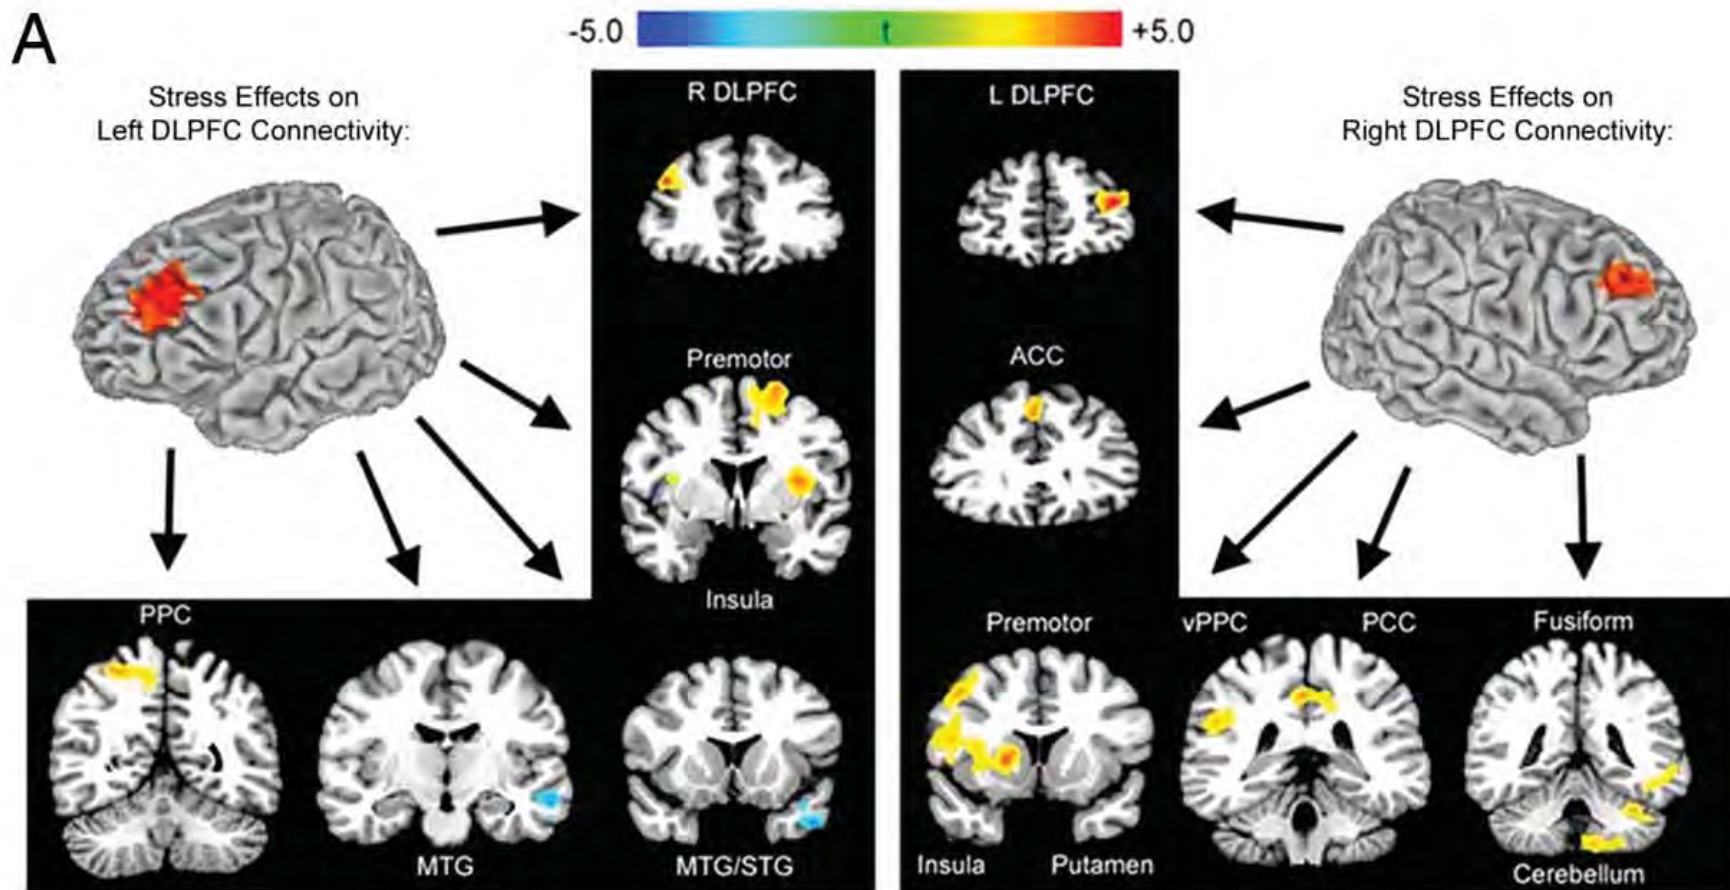 A
-5.0 t +5.0
Stress Effects on
Left DLPFC Connectivity:
R DLPFC
L DLPFC
Stress Effects on
Right DLPFC Connectivity:
Premotor
ACC
Insula
PPC
MTG
MTG/STG
Premotor
Insula
Putamen
vPPC
PCC
Fusiform
Cerebellum